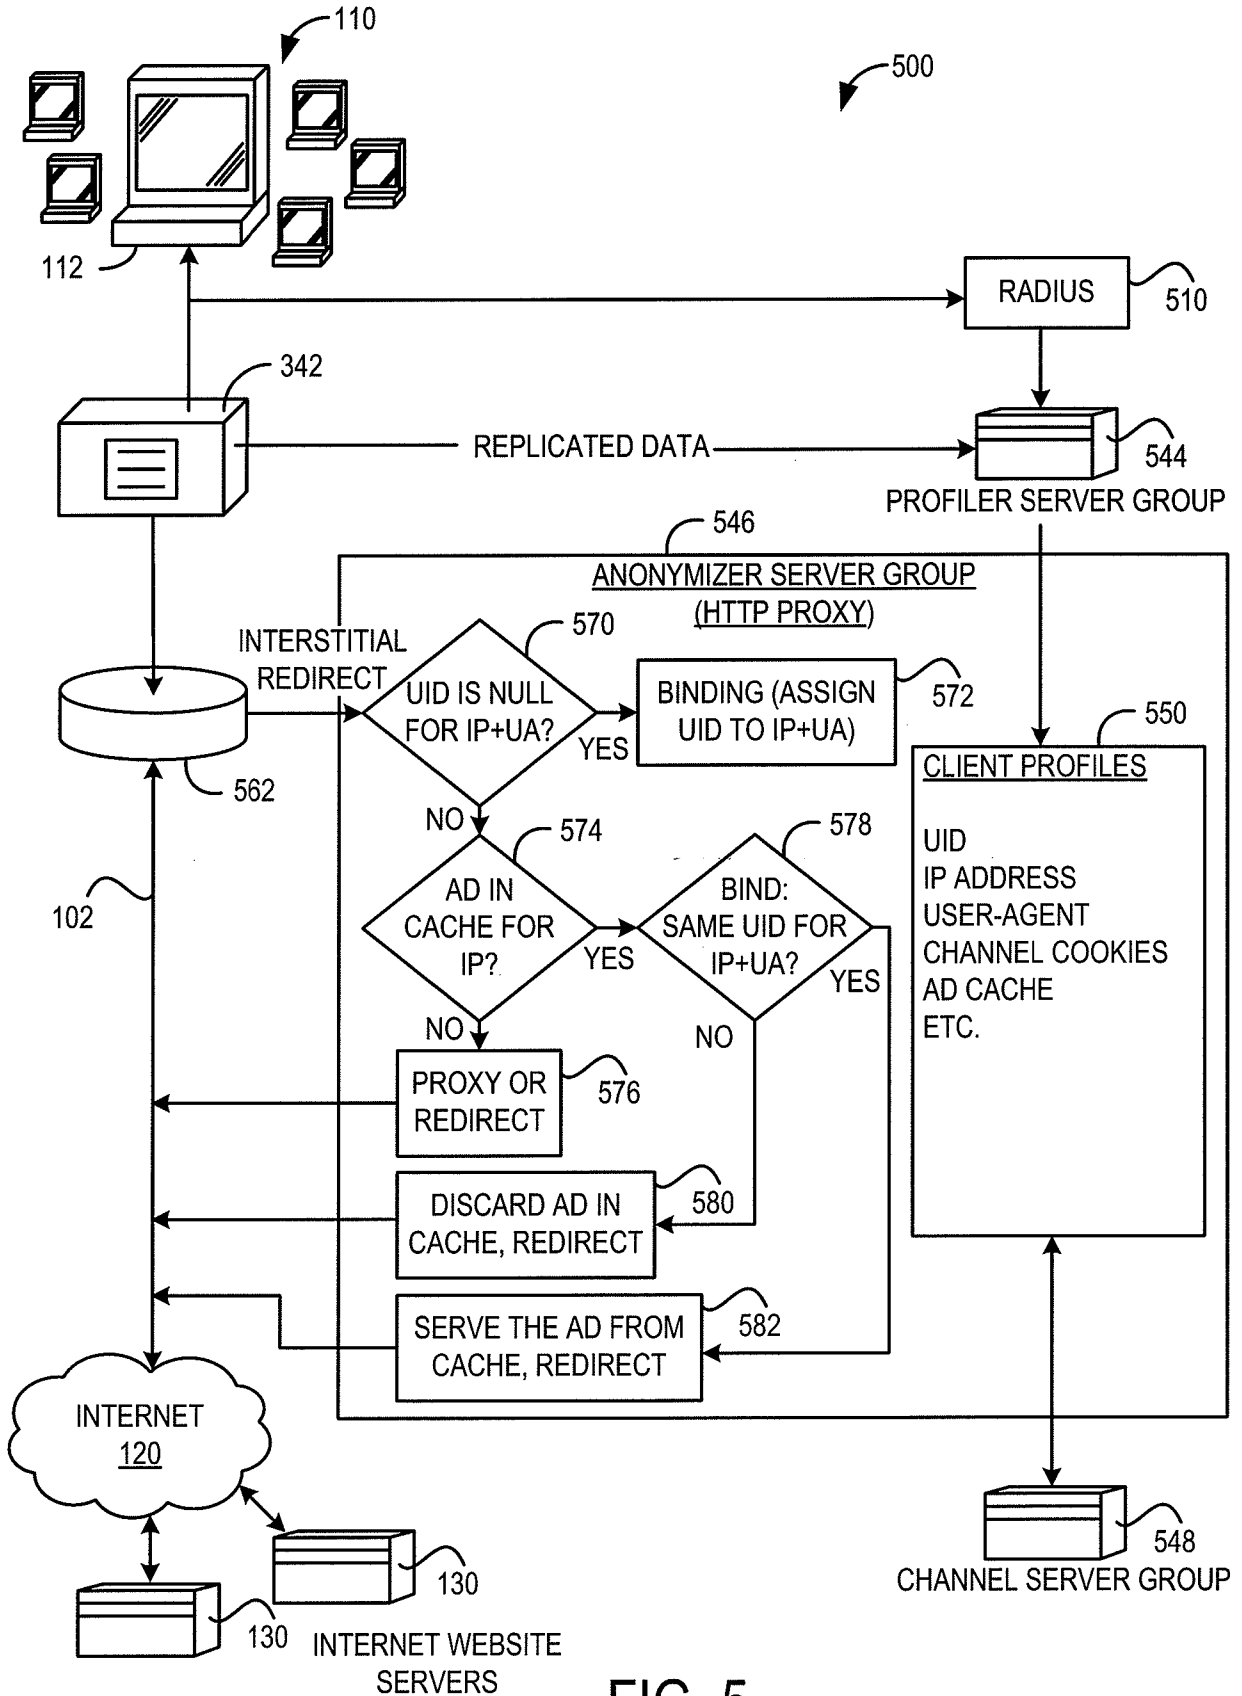 110
500
112
RADIUS
510
342
REPLICATED DATA
544
PROFILER SERVER GROUP
546
ANONYMIZER SERVER GROUP
(HTTP PROXY)
570
INTERSTITIAL
REDIRECT
UID IS NULL
FOR IP+UA?
YES
BINDING (ASSIGN
UID TO IP+UA)
572
550
CLIENT PROFILES
UID
IP ADDRESS
USER-AGENT
CHANNEL COOKIES
AD CACHE
ETC.
562
NO
574
578
102
AD IN
CACHE FOR
IP?
YES
BIND:
SAME UID FOR
IP+UA?
YES
NO
NO
PROXY OR
REDIRECT
576
DISCARD AD IN
CACHE, REDIRECT
580
SERVE THE AD FROM
CACHE, REDIRECT
582
INTERNET
120
548
CHANNEL SERVER GROUP
130
130
INTERNET WEBSITE
SERVERS
FIG. 5